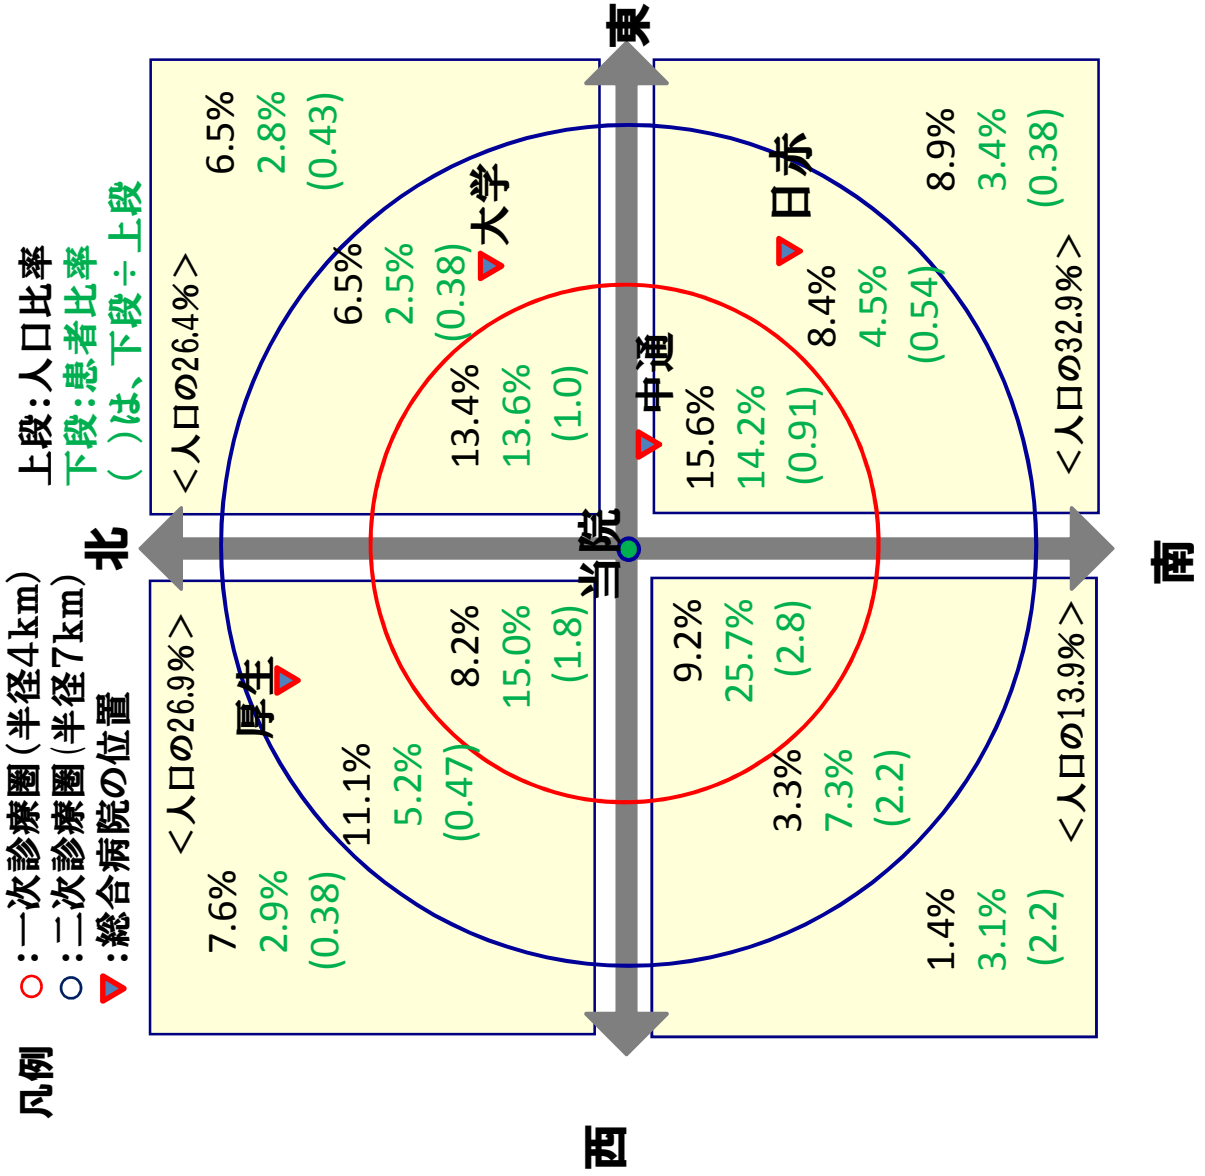 凡例
○:一次診療圏(半径4km)
○:二次診療圏(半径7km)
▼:総合病院の位置
上段:人口比率
下段:患者比率
( )は、下段÷上段
北
<人口の26.9%>
7.6%
2.9%
(0.38)
厚生
11.1%
5.2%
(0.47)
8.2%
15.0%
(1.8)
<人口の26.4%>
6.5%
2.8%
(0.43)
6.5%
2.5%
(0.38)
大学
13.4%
13.6%
(1.0)
西
当院
東
9.2%
25.7%
(2.8)
3.3%
7.3%
(2.2)
1.4%
3.1%
(2.2)
<人口の13.9%>
中通
15.6%
14.2%
(0.91)
日赤
8.4%
4.5%
(0.54)
8.9%
3.4%
(0.38)
<人口の32.9%>
南